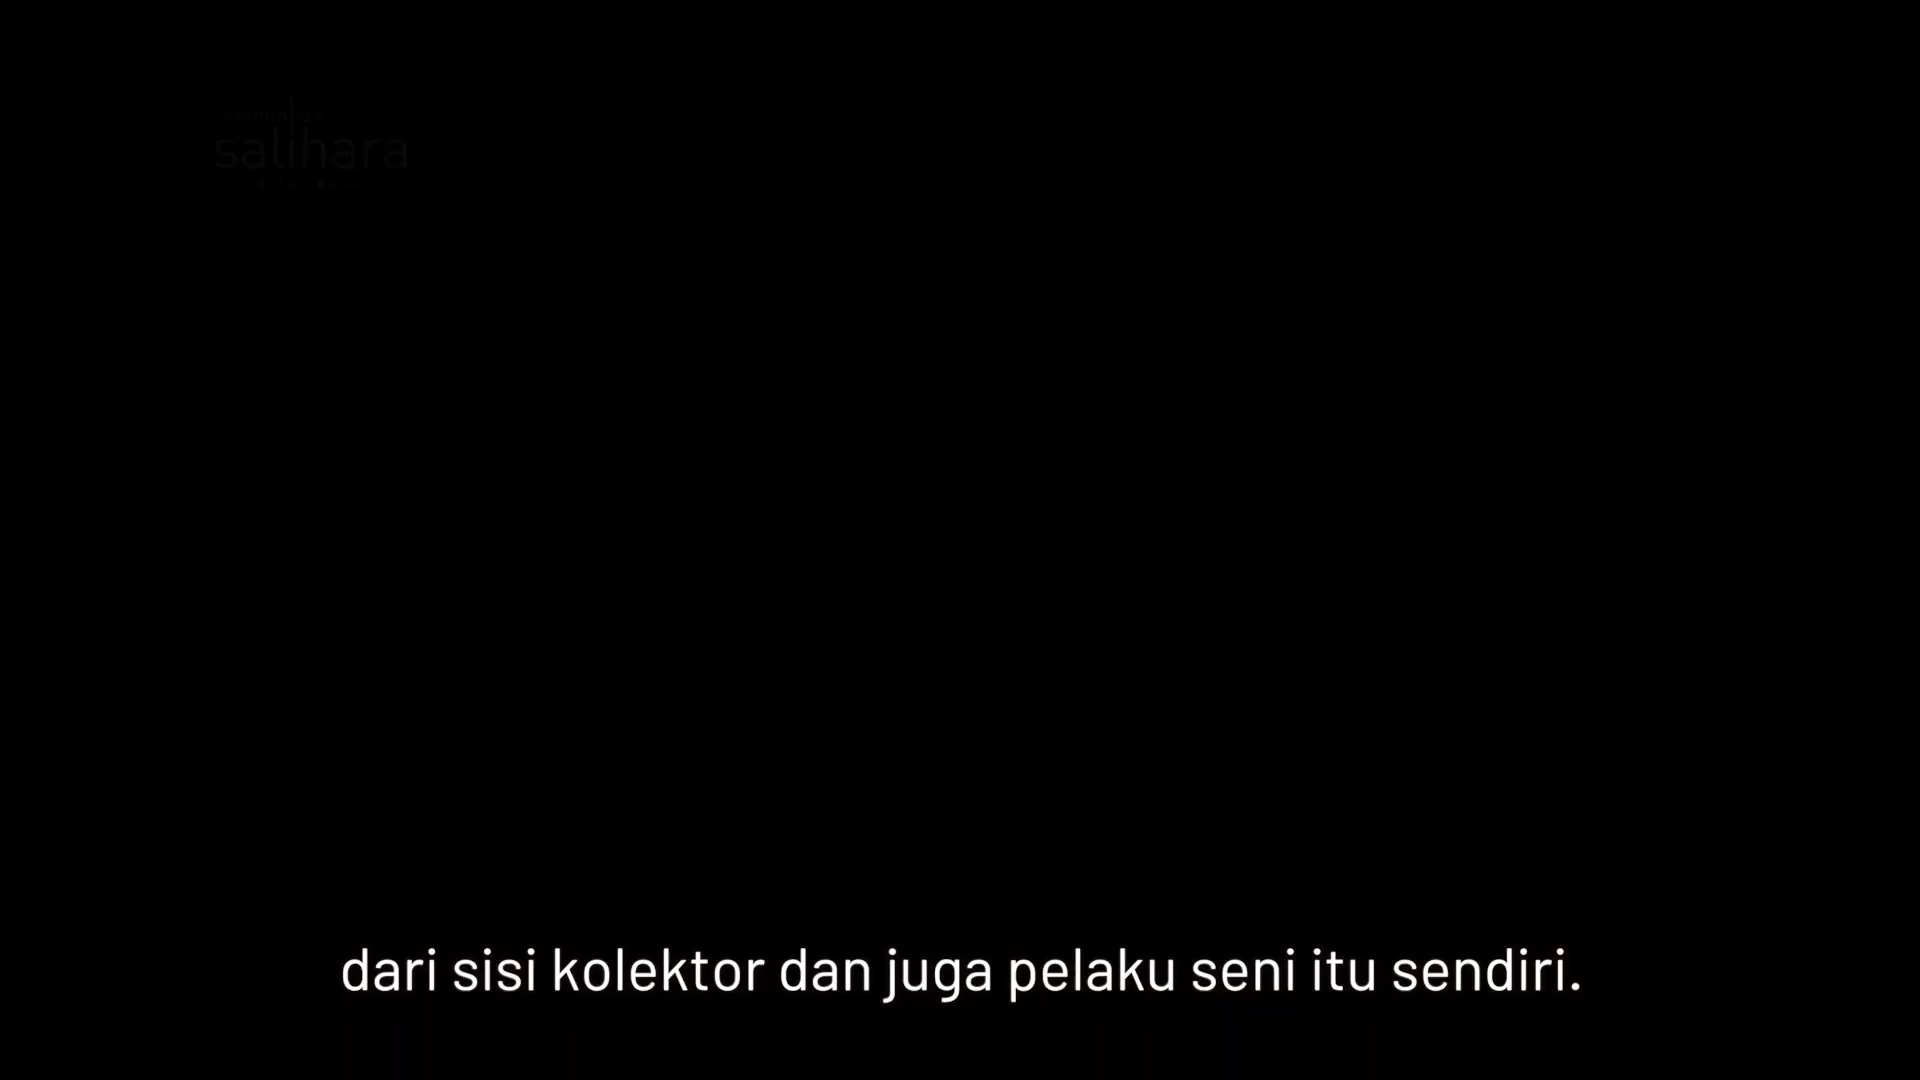 salihara
dari sisi kolektor dan juga pelaku seni itu sendiri.